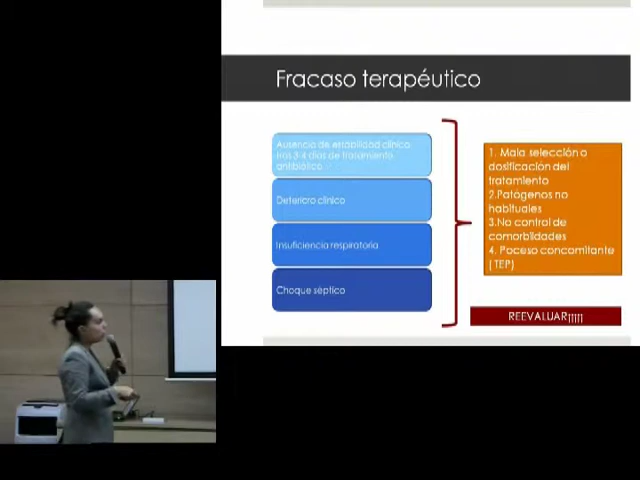 Fracaso terapéutico
Ausencia de estabilidad clínica
tras 3-4 días de tratamiento
antibiótico
Deterioro clínico
Insuficiencia respiratoria
Choque séptico
1. Mala selección o
dosificación del
tratamiento
2.Patógenos no
habituales
3.No control de
comorbilidades
4. Poceso concomitante
( TEP)
REEVALUAR¡¡¡¡¡